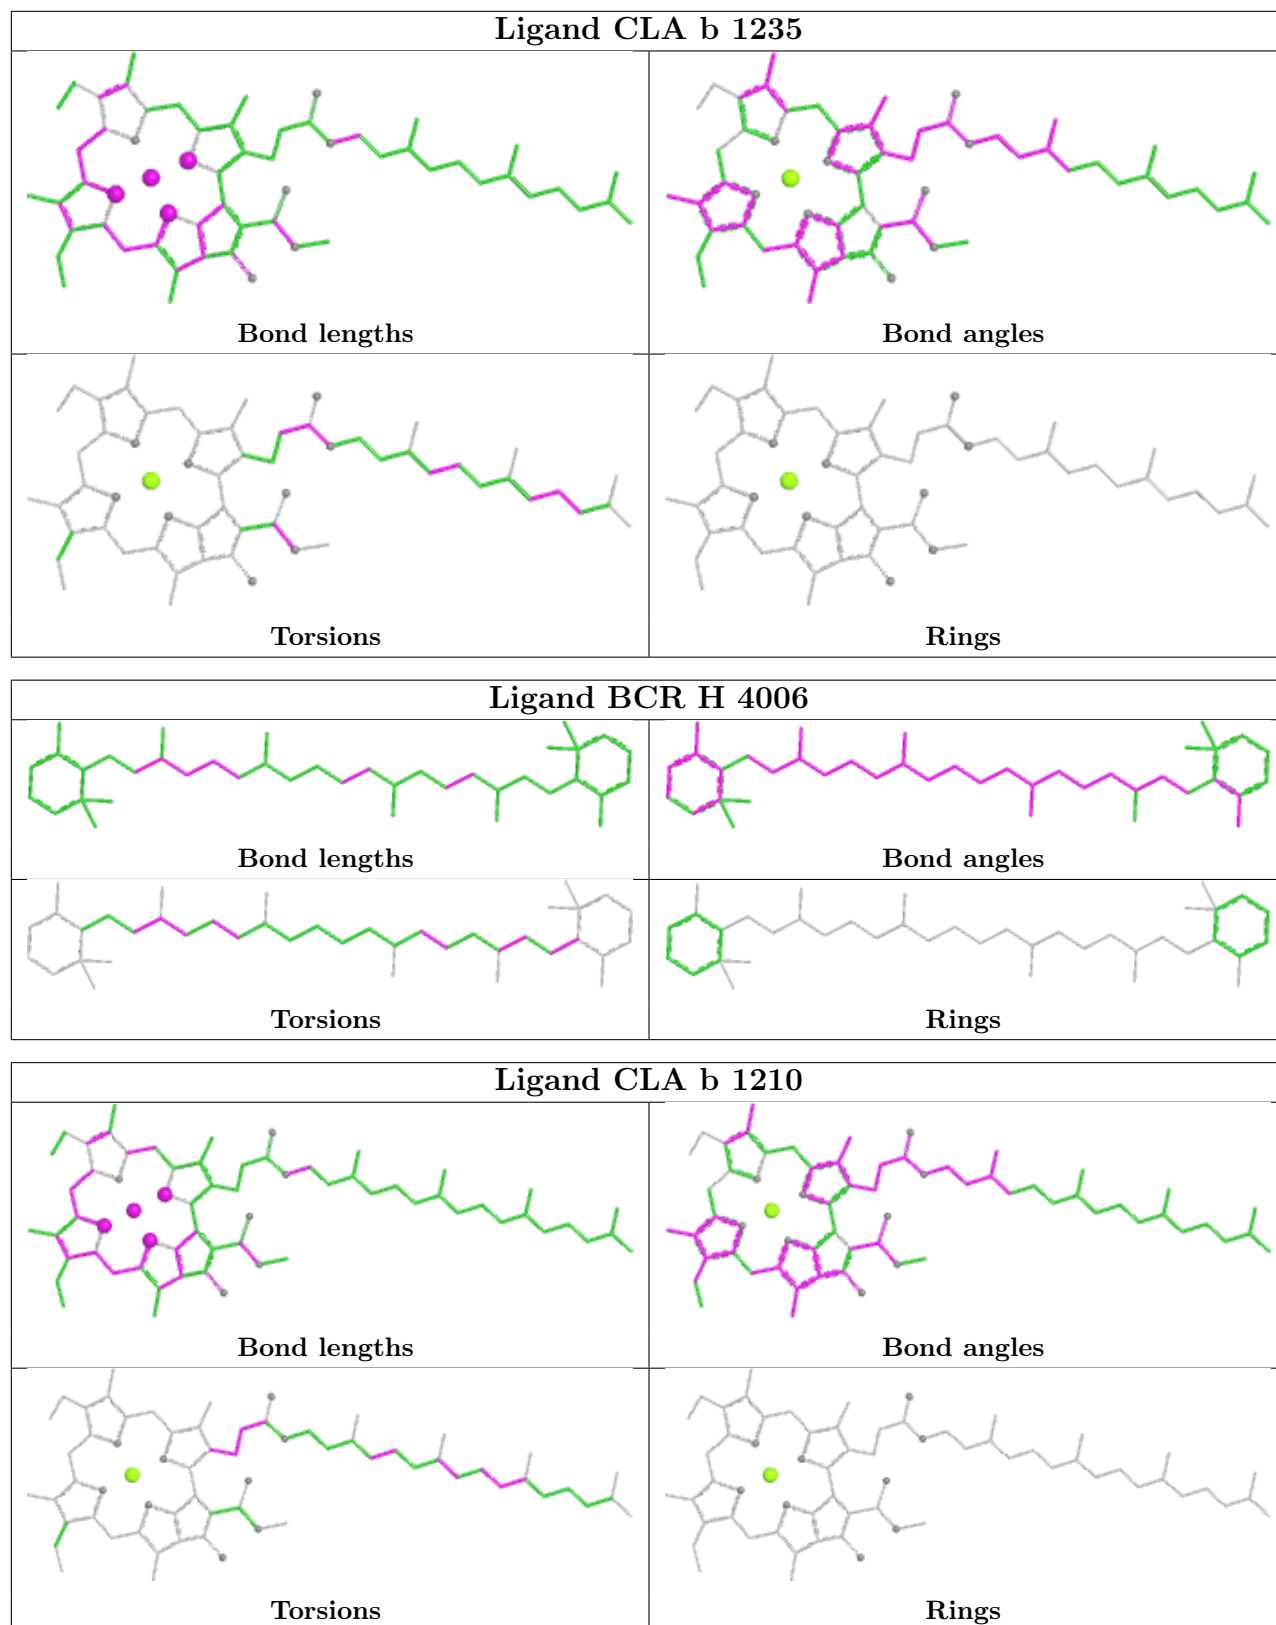 Ligand CLA b 1235
Bond lengths
Bond angles
Torsions
Rings
Ligand BCR H 4006
Bond lengths
Bond angles
Torsions
Rings
Ligand CLA b 1210
Bond lengths
Bond angles
Torsions
Rings